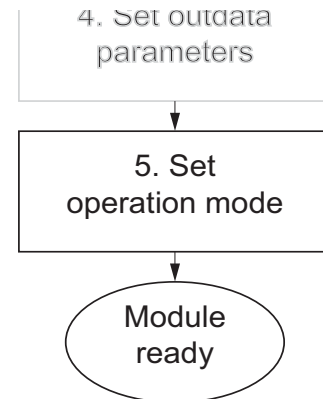 4. Set outdata
parameters
5. Set
operation mode
Module
ready